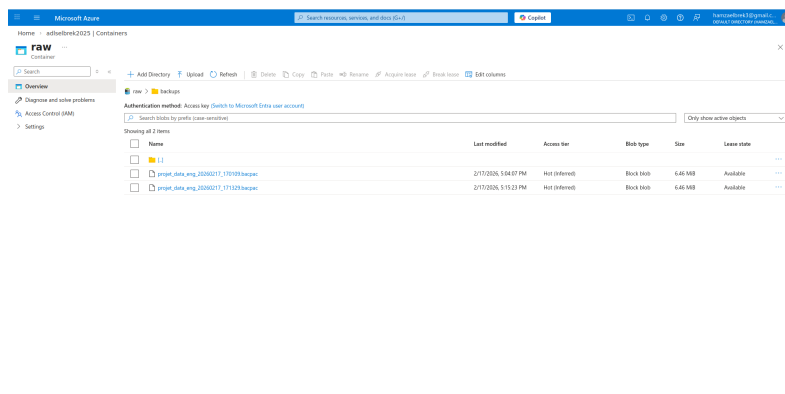 Microsoft Azure
Search resources, services, and docs (G+/)
Copilot
hamzaelbrek3@gmail.c...
DEFAULT DIRECTORY (HAMZAEL...
Home > adiselbrek2025 | Containers
raw ...
Container
Search
Overview
Diagnose and solve problems
Access Control (IAM)
Settings
Add Directory Upload Refresh Delete Copy Paste Rename Acquire lease Break lease Edit columns
raw > backups
Authentication method: Access key (Switch to Microsoft Entra user account)
Search blobs by prefix (case-sensitive)
Only show active objects
Showing all 2 items
Name Last modified Access tier Blob type Size Lease state
[..]
projet_data_eng_20260217_170109.bacpac 2/17/2026, 5:04:07 PM Hot (Inferred) Block blob 6.46 MiB Available
projet_data_eng_20260217_171329.bacpac 2/17/2026, 5:15:23 PM Hot (Inferred) Block blob 6.46 MiB Available